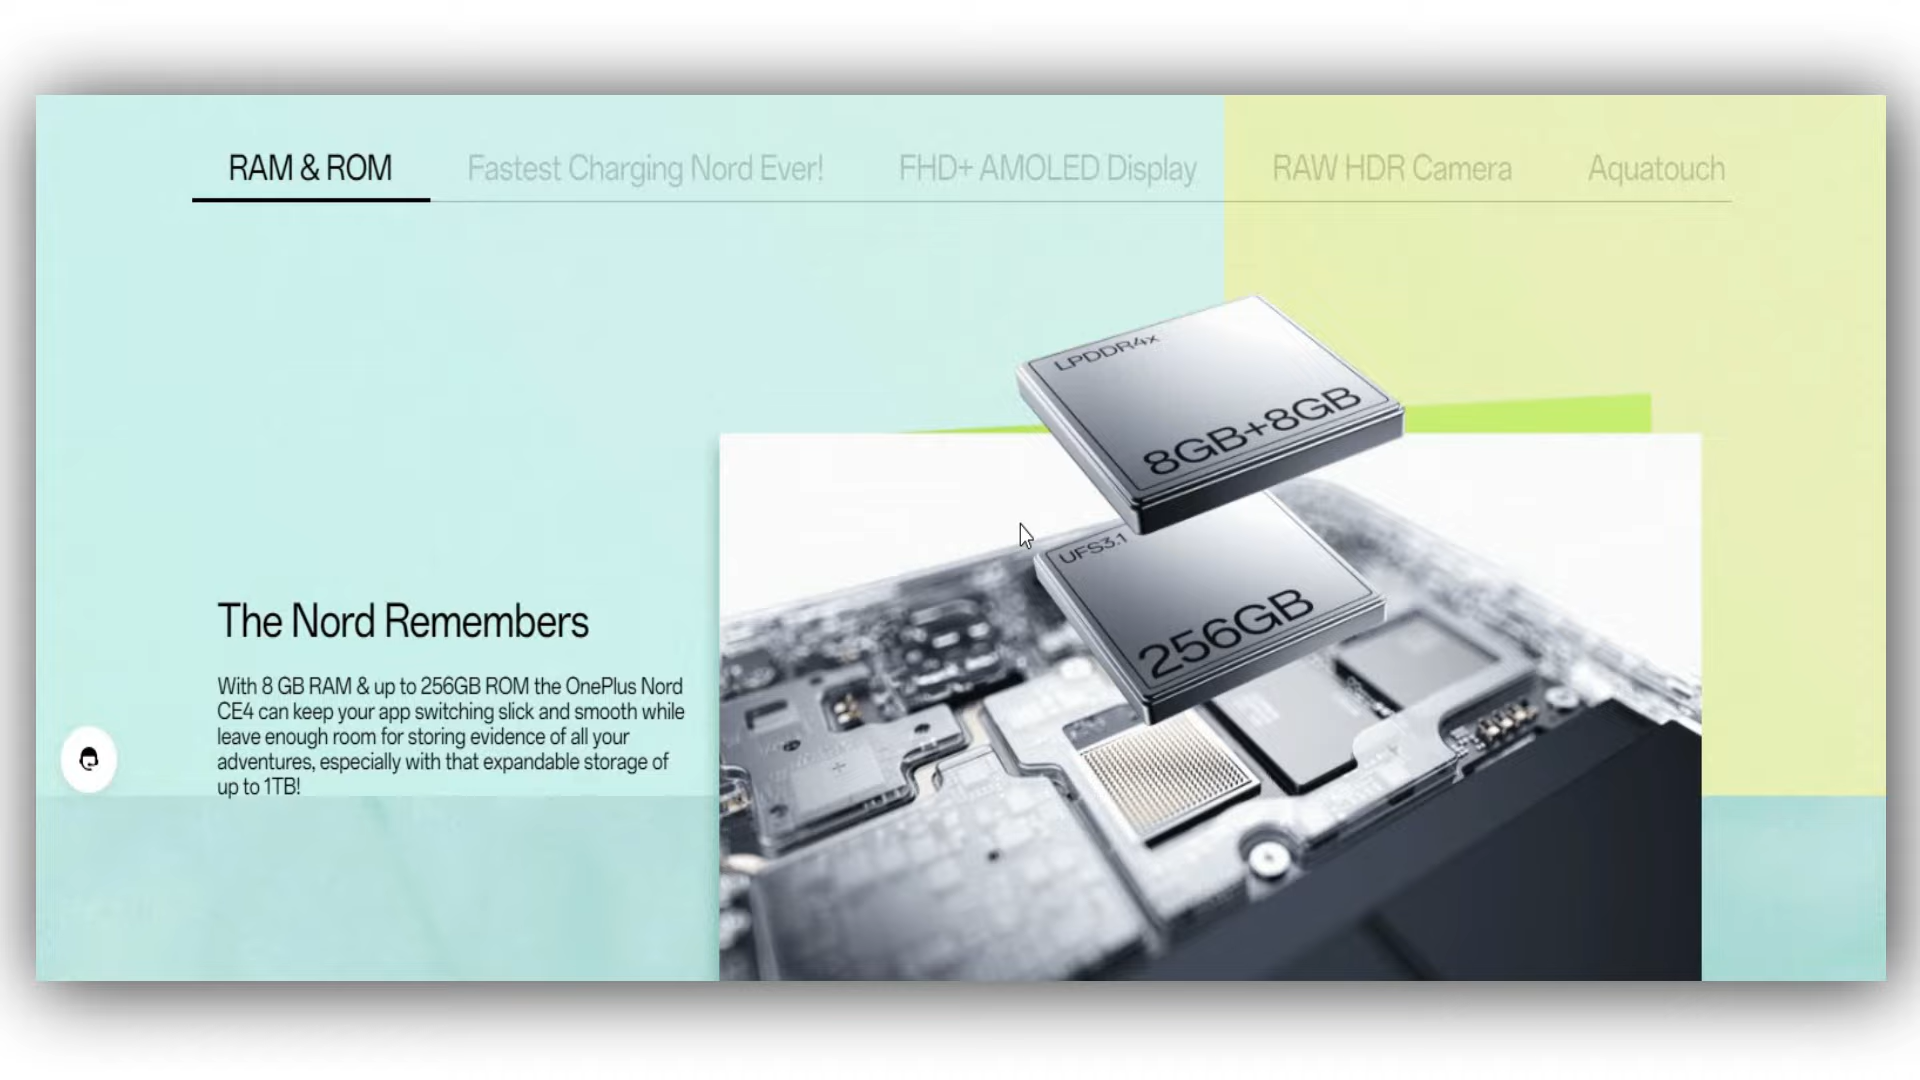 RAM & ROM
Fastest Charging Nord Ever!
FHD+ AMOLED Display
RAW HDR Camera
Aquatouch
LPDDR4x
8GB+8GB
UFS3.1
256GB
The Nord Remembers
With 8 GB RAM & up to 256GB ROM the OnePlus Nord
CE4 can keep your app switching slick and smooth while
leave enough room for storing evidence of all your
adventures, especially with that expandable storage of
up to 1TB!